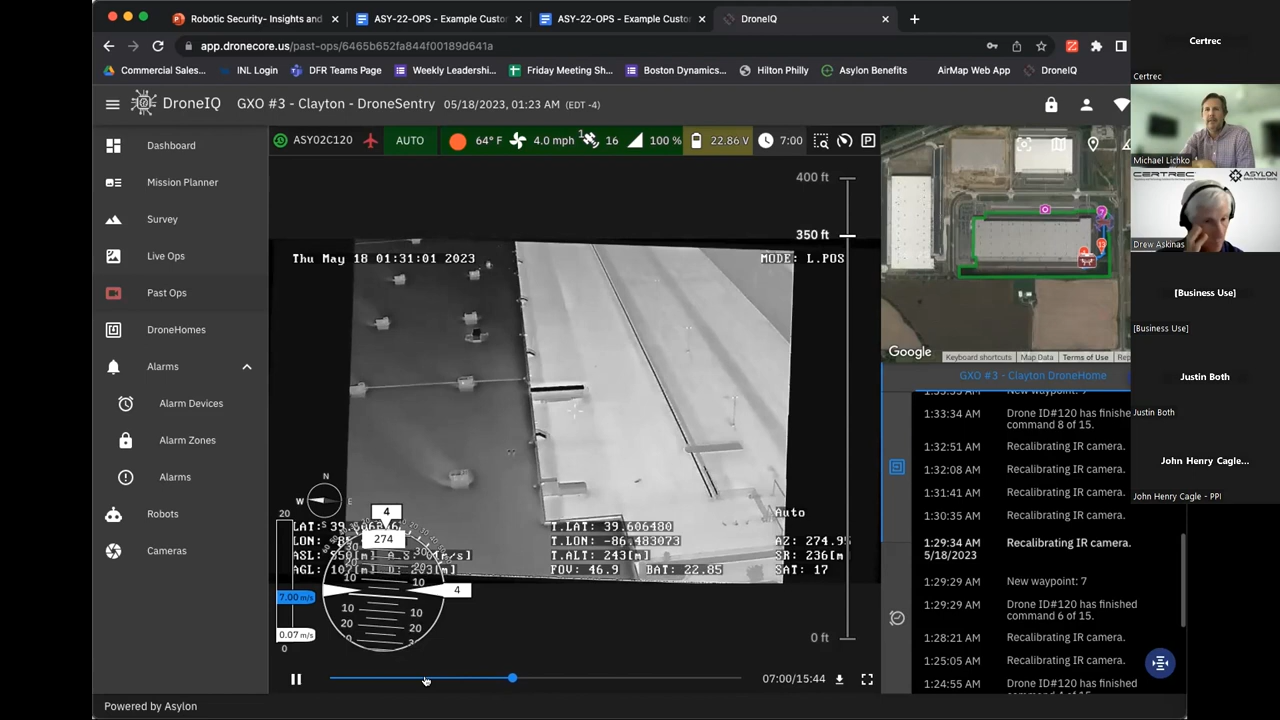 Robotic Security- Insights and
ASY-22-OPS - Example Custor
ASY-22-OPS - Example Custor
DroneIQ
app.dronecore.us/past-ops/6465b652fa844f00189d641a
Commercial Sales...
INL Login
DFR Teams Page
Weekly Leadershi...
Friday Meeting Sh...
Boston Dynamics...
Hilton Philly
Asylon Benefits
AirMap Web App
DroneIQ
DroneIQ
GXO #3 - Clayton - DroneSentry
05/18/2023, 01:23 AM
(EDT -4)
ASY02C120
AUTO
64° F
4.0 mph
16
100 %
22.86 V
7:00
Dashboard
Mission Planner
Survey
Live Ops
Past Ops
DroneHomes
Alarms
Alarm Devices
Alarm Zones
Alarms
Robots
Cameras
400 ft
350 ft
0 ft
Thu May 18 01:31:01 2023
MODE: L.POS
N
W
E
20
4
274
4
10
10
10
10
20
20
7.00 m/s
0.07 m/s
0
T.LAT: 39.606480
T.LON: -86.483073
T.ALT: 243[m]
FOV: 46.9
BAT: 22.85
Auto
AZ: 274.95
SR: 236[m
SAT: 17
07:00/15:44
Google
Keyboard shortcuts
Map Data
Terms of Use
Rep
GXO #3 - Clayton DroneHome
New waypoint: 7
1:33:34 AM
Drone ID#120 has finished
command 8 of 15.
1:32:51 AM
Recalibrating IR camera.
1:32:08 AM
Recalibrating IR camera.
1:31:41 AM
Recalibrating IR camera.
1:30:35 AM
Recalibrating IR camera.
1:29:34 AM
5/18/2023
Recalibrating IR camera.
1:29:29 AM
New waypoint: 7
1:29:29 AM
Drone ID#120 has finished
command 6 of 15.
1:28:21 AM
Recalibrating IR camera.
1:25:05 AM
Recalibrating IR camera.
1:24:55 AM
Drone ID#120 has finished
Powered by Asylon
Certrec
Certrec
Michael Lichko
CERTREC
ASYLON
Drew Askinas
[Business Use]
[Business Use]
Justin Both
Justin Both
John Henry Cagle...
John Henry Cagle - PPI